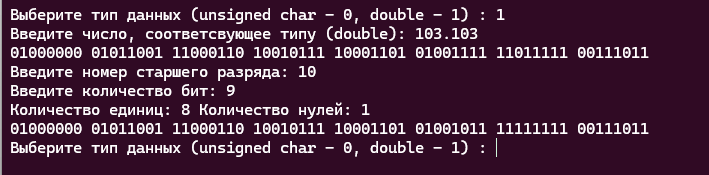 Выберите тип данных (unsigned char - 0, double - 1) : 1
Введите число, соответсвующее типу (double): 103.103
01000000 01011001 11000110 10010111 10001101 01001111 11011111 00111011
Введите номер старшего разряда: 10
Введите количество бит: 9
Количество единиц: 8 Количество нулей: 1
01000000 01011001 11000110 10010111 10001101 01001011 11111111 00111011
Выберите тип данных (unsigned char - 0, double - 1) :